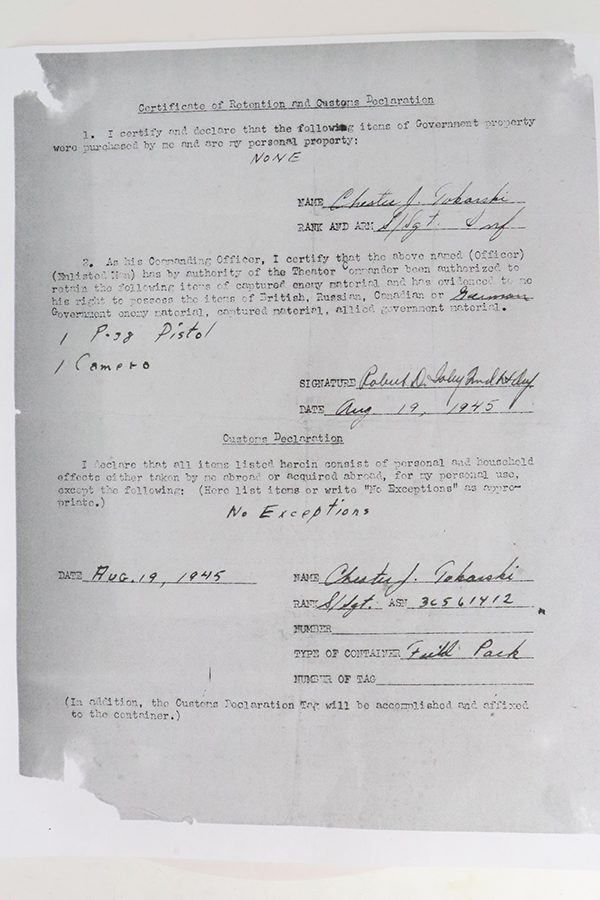 Certificate of Retention and Customs Declaration
1. I certify and declare that the following items of Government property
were purchased by me and are my personal property:
NONE
NAME Chester J. Tokarski
RANK AND ARM S/Sgt. Inf
2. As his Commanding Officer, I certify that the above named (Officer)
(Enlisted Man) has by authority of the Theater Commander been authorized to
retain the following items of captured enemy material and has evidenced to me
his right to possess the items of British, Russian, Canadian or German
Government enemy material, captured material, allied government material.
1 P-38 Pistol
1 Camera
SIGNATURE Robert D. 2nd Lt Inf
DATE Aug 19, 1945
Customs Declaration
I declare that all items listed herein consist of personal and household
effects either taken by me abroad or acquired abroad, for my personal use,
except the following: (Here list items or write "No Exceptions" as appro-
priate.)
No Exceptions
DATE AUG. 19, 1945
NAME Chester J. Tokarski
RANK S/Sgt. ASN 36561412
NUMBER
TYPE OF CONTAINER Field Pack
NUMBER OF TAG
(In addition, the Customs Declaration Tag will be accomplished and affixed
to the container.)